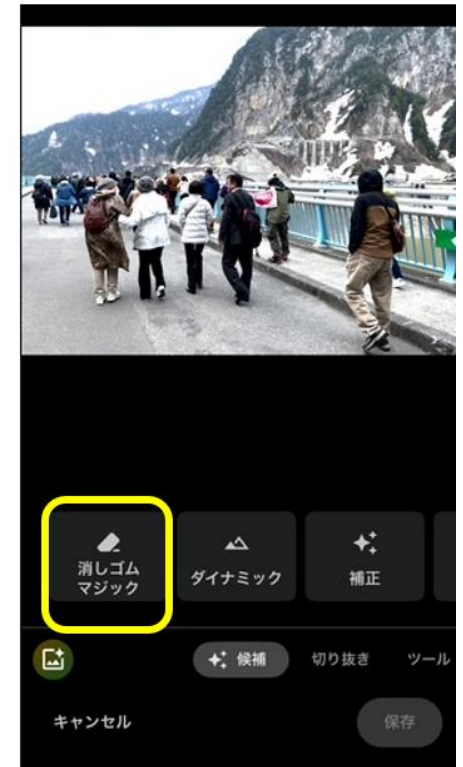 消しゴム
マジック
ダイナミック
補正
候補
切り抜き
ツール
キャンセル
保存